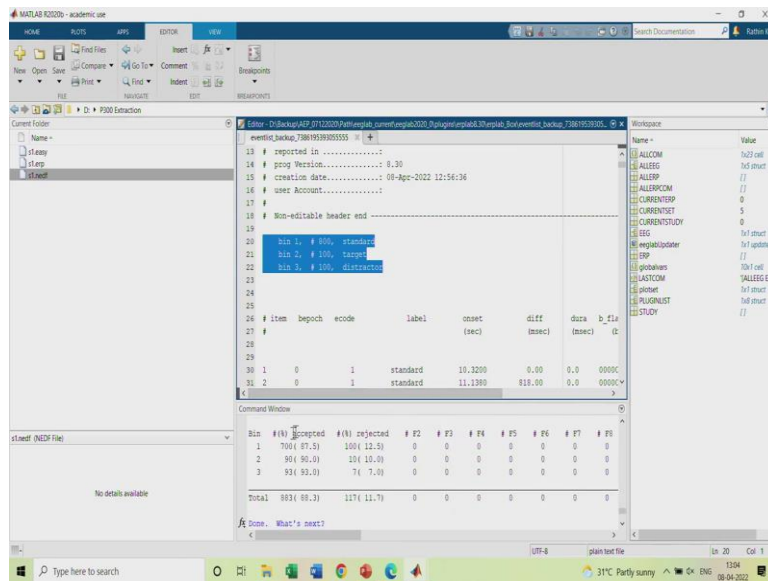 MATLAB R2020b - academic use
HOME PLOTS APPS EDITOR VIEW
Search Documentation
New Open Save
Find Files
Compare
Print
Go To
Find
Insert
Comment
Indent
Breakpoints
FILE NAVIGATE EDIT BREAKPOINTS
D: P300 Extraction
Current Folder
Name
s1.easy
s1.erp
s1.nedf
s1.nedf (NEDF File)
No details available
13 # reported in ..............:
14 # prog Version.............: 8.30
15 # creation date............: 08-Apr-2022 12:56:36
16 # user Account.............:
17 #
18 # Non-editable header end
19
20 bin 1, # 800, standard
21 bin 2, # 100, target
22 bin 3, # 100, distractor
23
24
25
26 # item bepoch ecode label onset diff dura b_fla
27 # (sec) (msec) (msec) (b
28
29
30 1 0 1 standard 10.3200 0.00 0.0 0000C
31 2 0 1 standard 11.1380 818.00 0.0 0000C
Command Window
Bin #(%) accepted #(%) rejected # F2 # F3 # F4 # F5 # F6 # F7 # F8
1 700( 87.5) 100( 12.5) 0 0 0 0 0 0 0
2 90( 90.0) 10( 10.0) 0 0 0 0 0 0 0
3 93( 93.0) 7( 7.0) 0 0 0 0 0 0 0
Total 883( 88.3) 117( 11.7) 0 0 0 0 0 0 0
fx Done. What's next?
Workspace
Name Value
ALLCOM 1x23 cell
ALLEEG 1x5 struct
ALLERP []
ALLERPCOM []
CURRENTERP 0
CURRENTSET 5
CURRENTSTUDY 0
EEG 1x1 struct
eeglabUpdater 1x1 update
ERP []
globalvars 10x1 cell
LASTCOM '[ALLEEG E
plotset 1x1 struct
PLUGINLIST 1x8 struct
STUDY []
UTF-8 plain text file Ln 20 Col 1
Type here to search
31°C Partly sunny ENG 13:04
08-04-2022